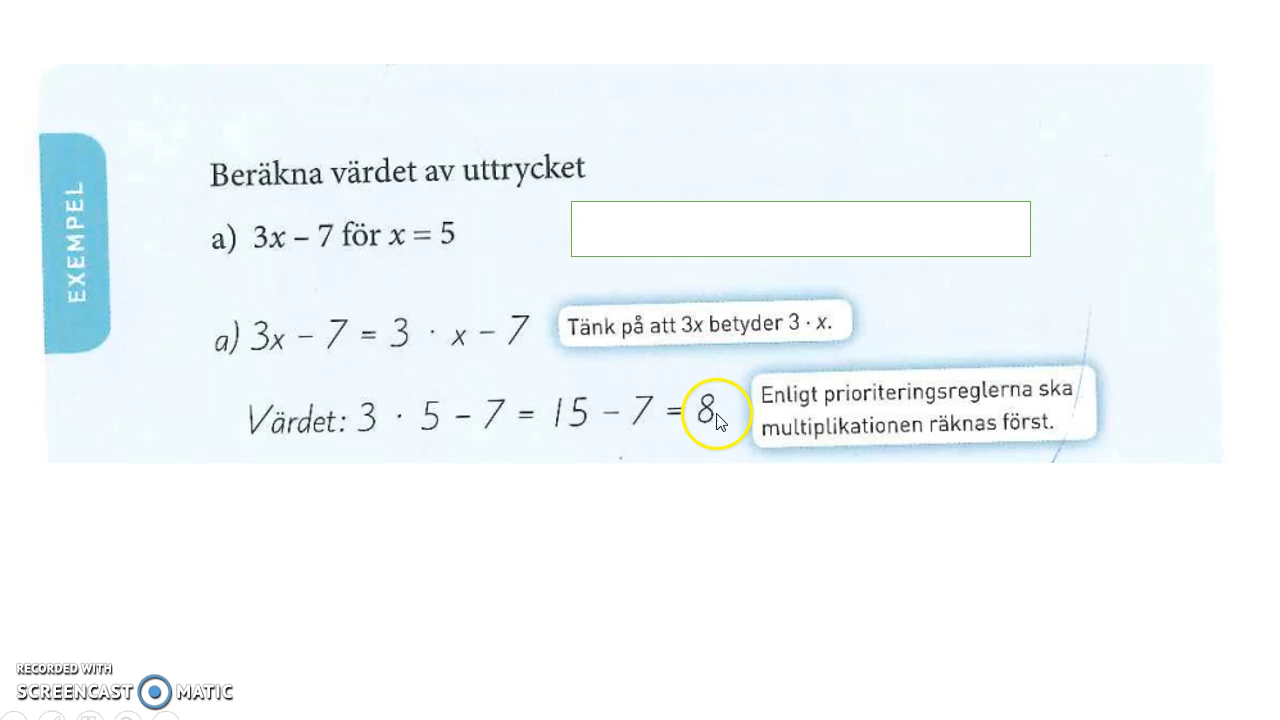 EXEMPEL
Beräkna värdet av uttrycket
a) 3x – 7 för x = 5
a) 3x – 7 = 3 · x – 7
Tänk på att 3x betyder 3 · x.
Värdet: 3 · 5 – 7 = 15 – 7 = 8
Enligt prioriteringsreglerna ska
multiplikationen räknas först.
RECORDED WITH
SCREENCAST MATIC